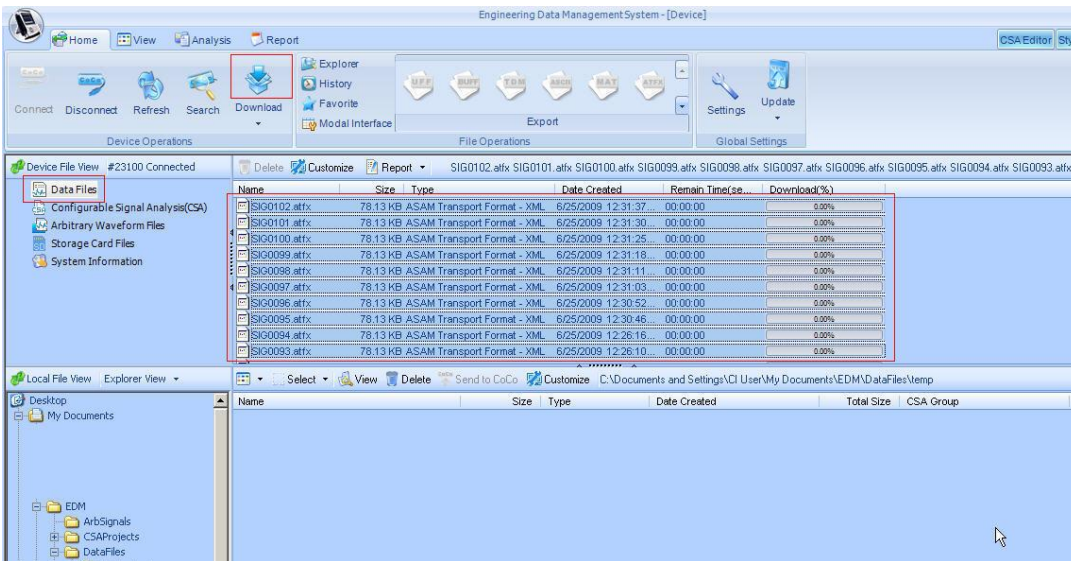 Engineering Data Management System - [Device]
Home View Analysis Report CSA Editor
Connect Disconnect Refresh Search Download
Device Operations
Explorer
History
Favorite
Modal Interface
UFF BUFF TDM ASCII MAT ATFX
Export
File Operations
Settings Update
Global Settings
Device File View #23100 Connected
Delete Customize Report SIG0102.atfx SIG0101.atfx SIG0100.atfx SIG0099.atfx SIG0098.atfx SIG0097.atfx SIG0096.atfx SIG0095.atfx SIG0094.atfx SIG0093.atfx
Data Files
Configurable Signal Analysis(CSA)
Arbitrary Waveform Files
Storage Card Files
System Information
Name Size Type Date Created Remain Time(se... Download(%)
SIG0102.atfx 78.13 KB ASAM Transport Format - XML 6/25/2009 12:31:37... 00:00:00 0.00%
SIG0101.atfx 78.13 KB ASAM Transport Format - XML 6/25/2009 12:31:30... 00:00:00 0.00%
SIG0100.atfx 78.13 KB ASAM Transport Format - XML 6/25/2009 12:31:25... 00:00:00 0.00%
SIG0099.atfx 78.13 KB ASAM Transport Format - XML 6/25/2009 12:31:18... 00:00:00 0.00%
SIG0098.atfx 78.13 KB ASAM Transport Format - XML 6/25/2009 12:31:11... 00:00:00 0.00%
SIG0097.atfx 78.13 KB ASAM Transport Format - XML 6/25/2009 12:31:03... 00:00:00 0.00%
SIG0096.atfx 78.13 KB ASAM Transport Format - XML 6/25/2009 12:30:52... 00:00:00 0.00%
SIG0095.atfx 78.13 KB ASAM Transport Format - XML 6/25/2009 12:30:46... 00:00:00 0.00%
SIG0094.atfx 78.13 KB ASAM Transport Format - XML 6/25/2009 12:26:16... 00:00:00 0.00%
SIG0093.atfx 78.13 KB ASAM Transport Format - XML 6/25/2009 12:26:10... 00:00:00 0.00%
Local File View Explorer View
Select View Delete Send to CoCo Customize C:\Documents and Settings\CI User\My Documents\EDM\DataFiles\temp
Desktop
My Documents
EDM
ArbSignals
CSAProjects
DataFiles
Name Size Type Date Created Total Size CSA Group